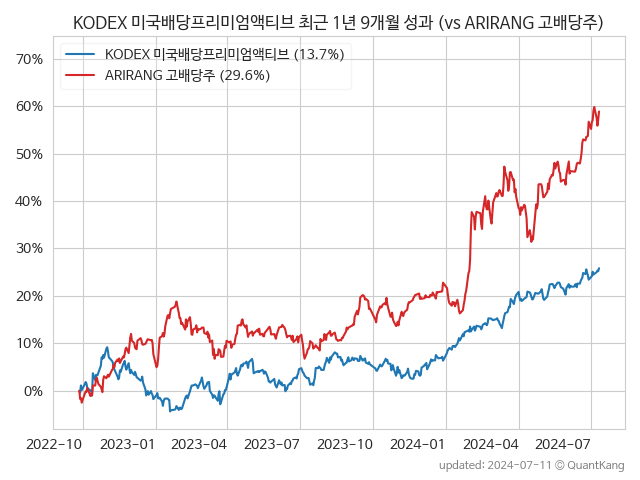 KODEX 미국배당프리미엄액티브 최근 1년 9개월 성과 (vs ARIRANG 고배당주)
KODEX 미국배당프리미엄액티브 (13.7%)
ARIRANG 고배당주 (29.6%)
70%
60%
50%
40%
30%
20%
10%
0%
2022-10 2023-01 2023-04 2023-07 2023-10 2024-01 2024-04 2024-07
updated: 2024-07-11 © QuantKang